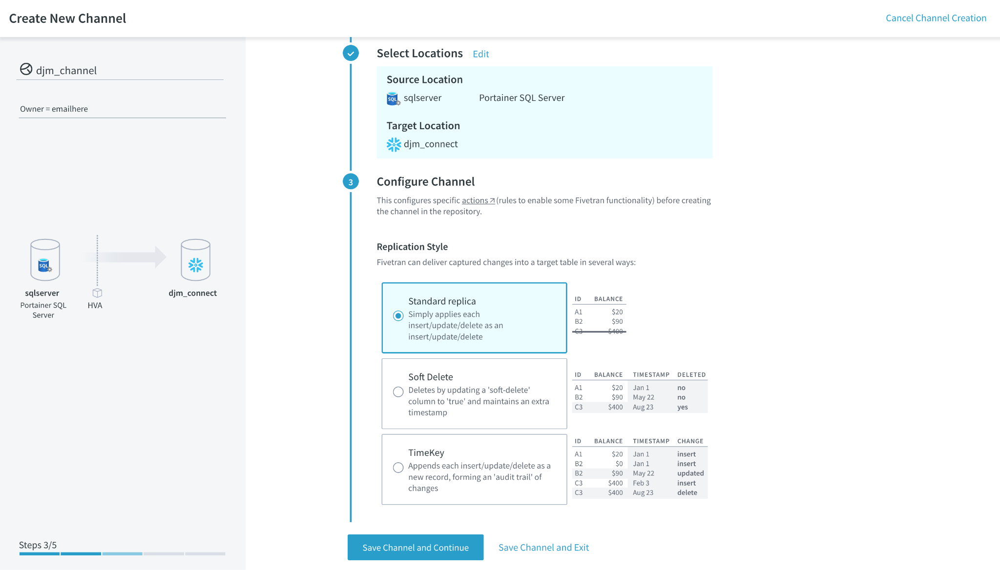 Create New Channel
Cancel Channel Creation
djm_channel
Owner = emailhere
SQL
sqlserver
Portainer SQL
Server
HVA
djm_connect
Steps 3/5
Select Locations Edit
Source Location
SQL sqlserver Portainer SQL Server
Target Location
djm_connect
3 Configure Channel
This configures specific actions (rules to enable some Fivetran functionality) before creating
the channel in the repository.
Replication Style
Fivetran can deliver captured changes into a target table in several ways:
Standard replica
Simply applies each
insert/update/delete as an
insert/update/delete
ID BALANCE
A1 $20
B2 $90
C3 $400
Soft Delete
Deletes by updating a 'soft-delete'
column to 'true' and maintains an extra
timestamp
ID BALANCE TIMESTAMP DELETED
A1 $20 Jan 1 no
B2 $90 May 22 no
C3 $400 Aug 23 yes
TimeKey
Appends each insert/update/delete as a
new record, forming an 'audit trail' of
changes
ID BALANCE TIMESTAMP CHANGE
A1 $20 Jan 1 insert
B2 $0 Jan 1 insert
B2 $90 May 22 updated
C3 $400 Feb 3 insert
C3 $400 Aug 23 delete
Save Channel and Continue
Save Channel and Exit